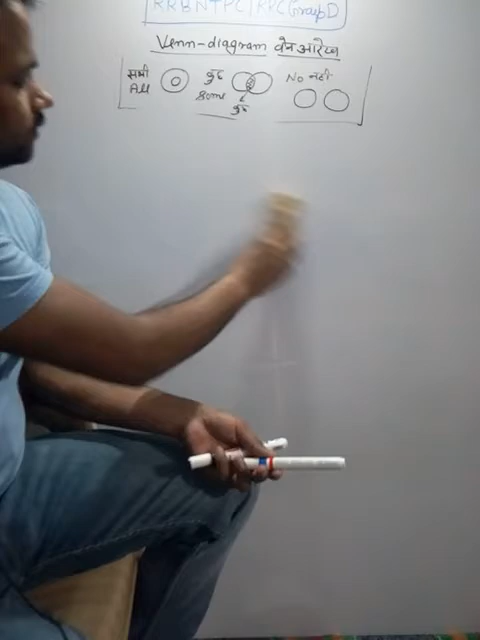 RRB NTPC / RRC Group D
Venn-diagram वेन आरेख
सभी कुछ No नहीं
All Some कुछ